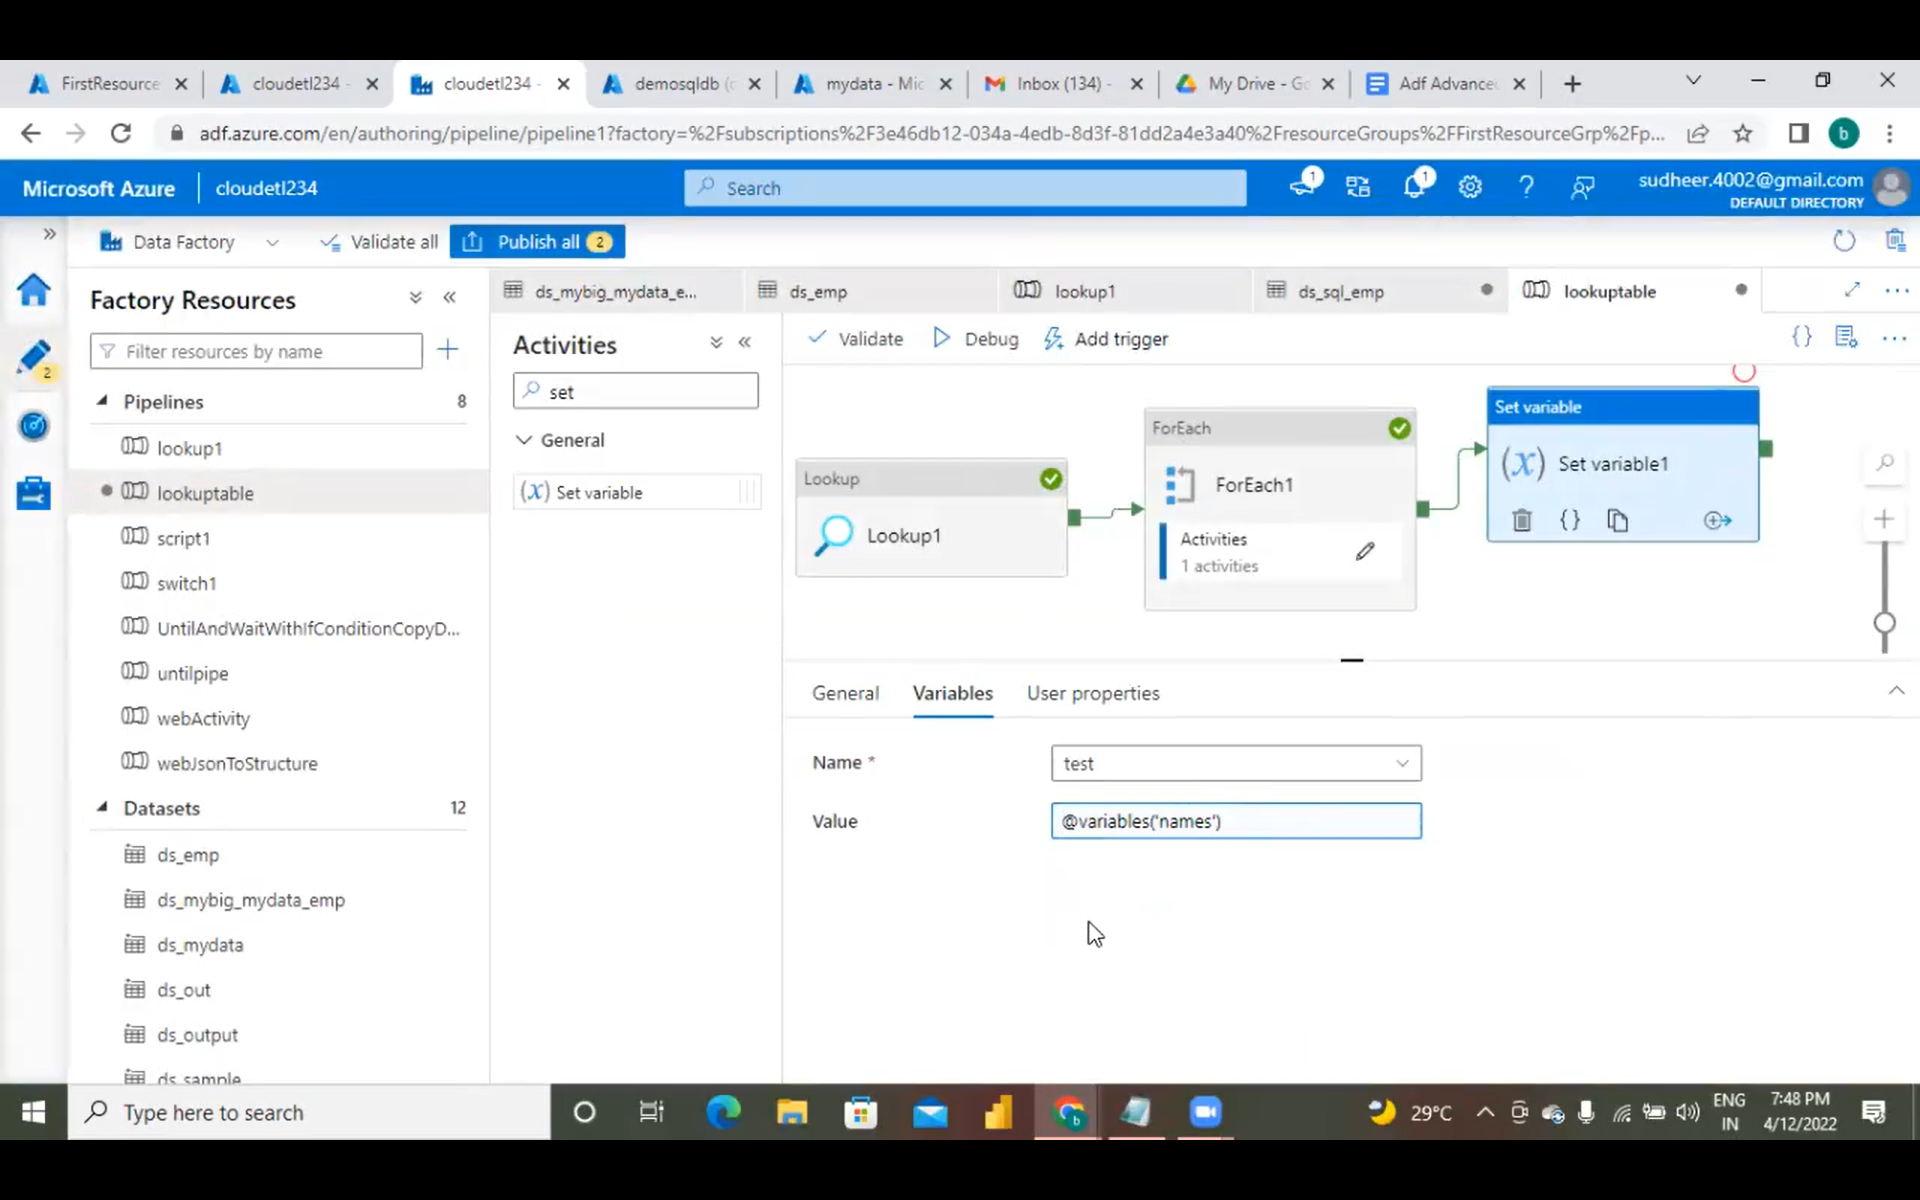 FirstResource
cloudetl234 -
cloudetl234 -
demosqldb (
mydata - Mic
Inbox (134) -
My Drive - Go
Adf Advance
adf.azure.com/en/authoring/pipeline/pipeline1?factory=%2Fsubscriptions%2F3e46db12-034a-4edb-8d3f-81dd2a4e3a40%2FresourceGroups%2FFirstResourceGrp%2Fp...
b
Microsoft Azure
cloudetl234
Search
1
1
sudheer.4002@gmail.com
DEFAULT DIRECTORY
Data Factory
Validate all
Publish all 2
Factory Resources
Filter resources by name
2
Pipelines 8
lookup1
lookuptable
script1
switch1
UntilAndWaitWithIfConditionCopyD...
untilpipe
webActivity
webJsonToStructure
Datasets 12
ds_emp
ds_mybig_mydata_emp
ds_mydata
ds_out
ds_output
ds_sample
ds_mybig_mydata_e...
ds_emp
lookup1
ds_sql_emp
lookuptable
Activities
set
General
(x) Set variable
Validate
Debug
Add trigger
Lookup
Lookup1
ForEach
ForEach1
Activities
1 activities
Set variable
(x) Set variable1
General
Variables
User properties
Name *
test
Value
@variables('names')
Type here to search
b
29°C
ENG
IN
7:48 PM
4/12/2022